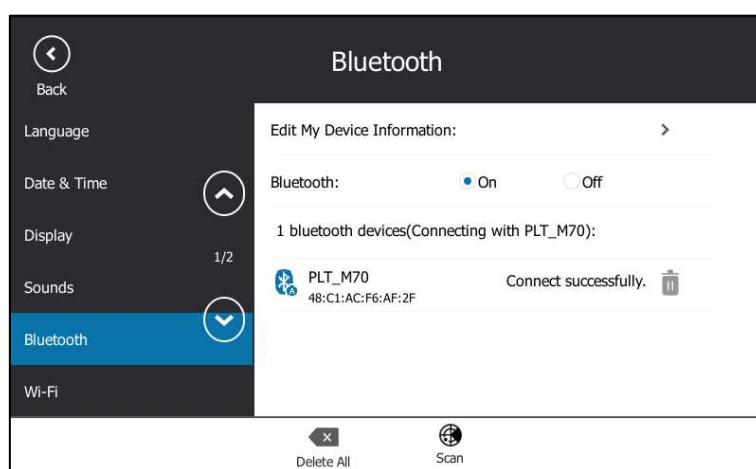 Bluetooth
Back
Language
Date & Time
Display
1/2
Sounds
Bluetooth
Wi-Fi
Edit My Device Information:
Bluetooth: On Off
1 bluetooth devices(Connecting with PLT_M70):
PLT_M70 Connect successfully.
48:C1:AC:F6:AF:2F
Delete All Scan